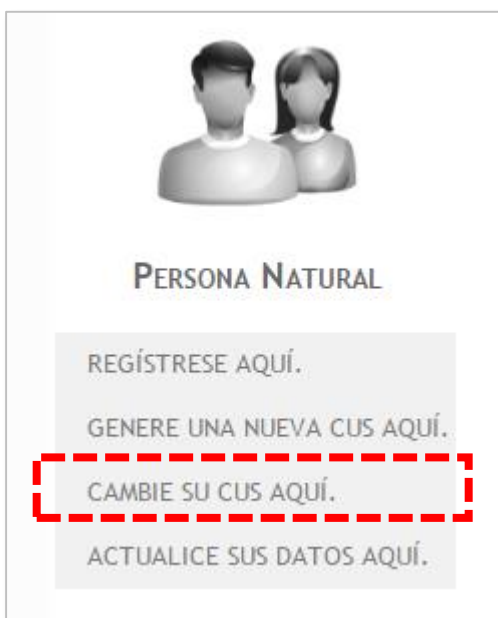 PERSONA NATURAL
REGÍSTRESE AQUÍ.
GENERE UNA NUEVA CUS AQUÍ.
CAMBIE SU CUS AQUÍ.
ACTUALICE SUS DATOS AQUÍ.